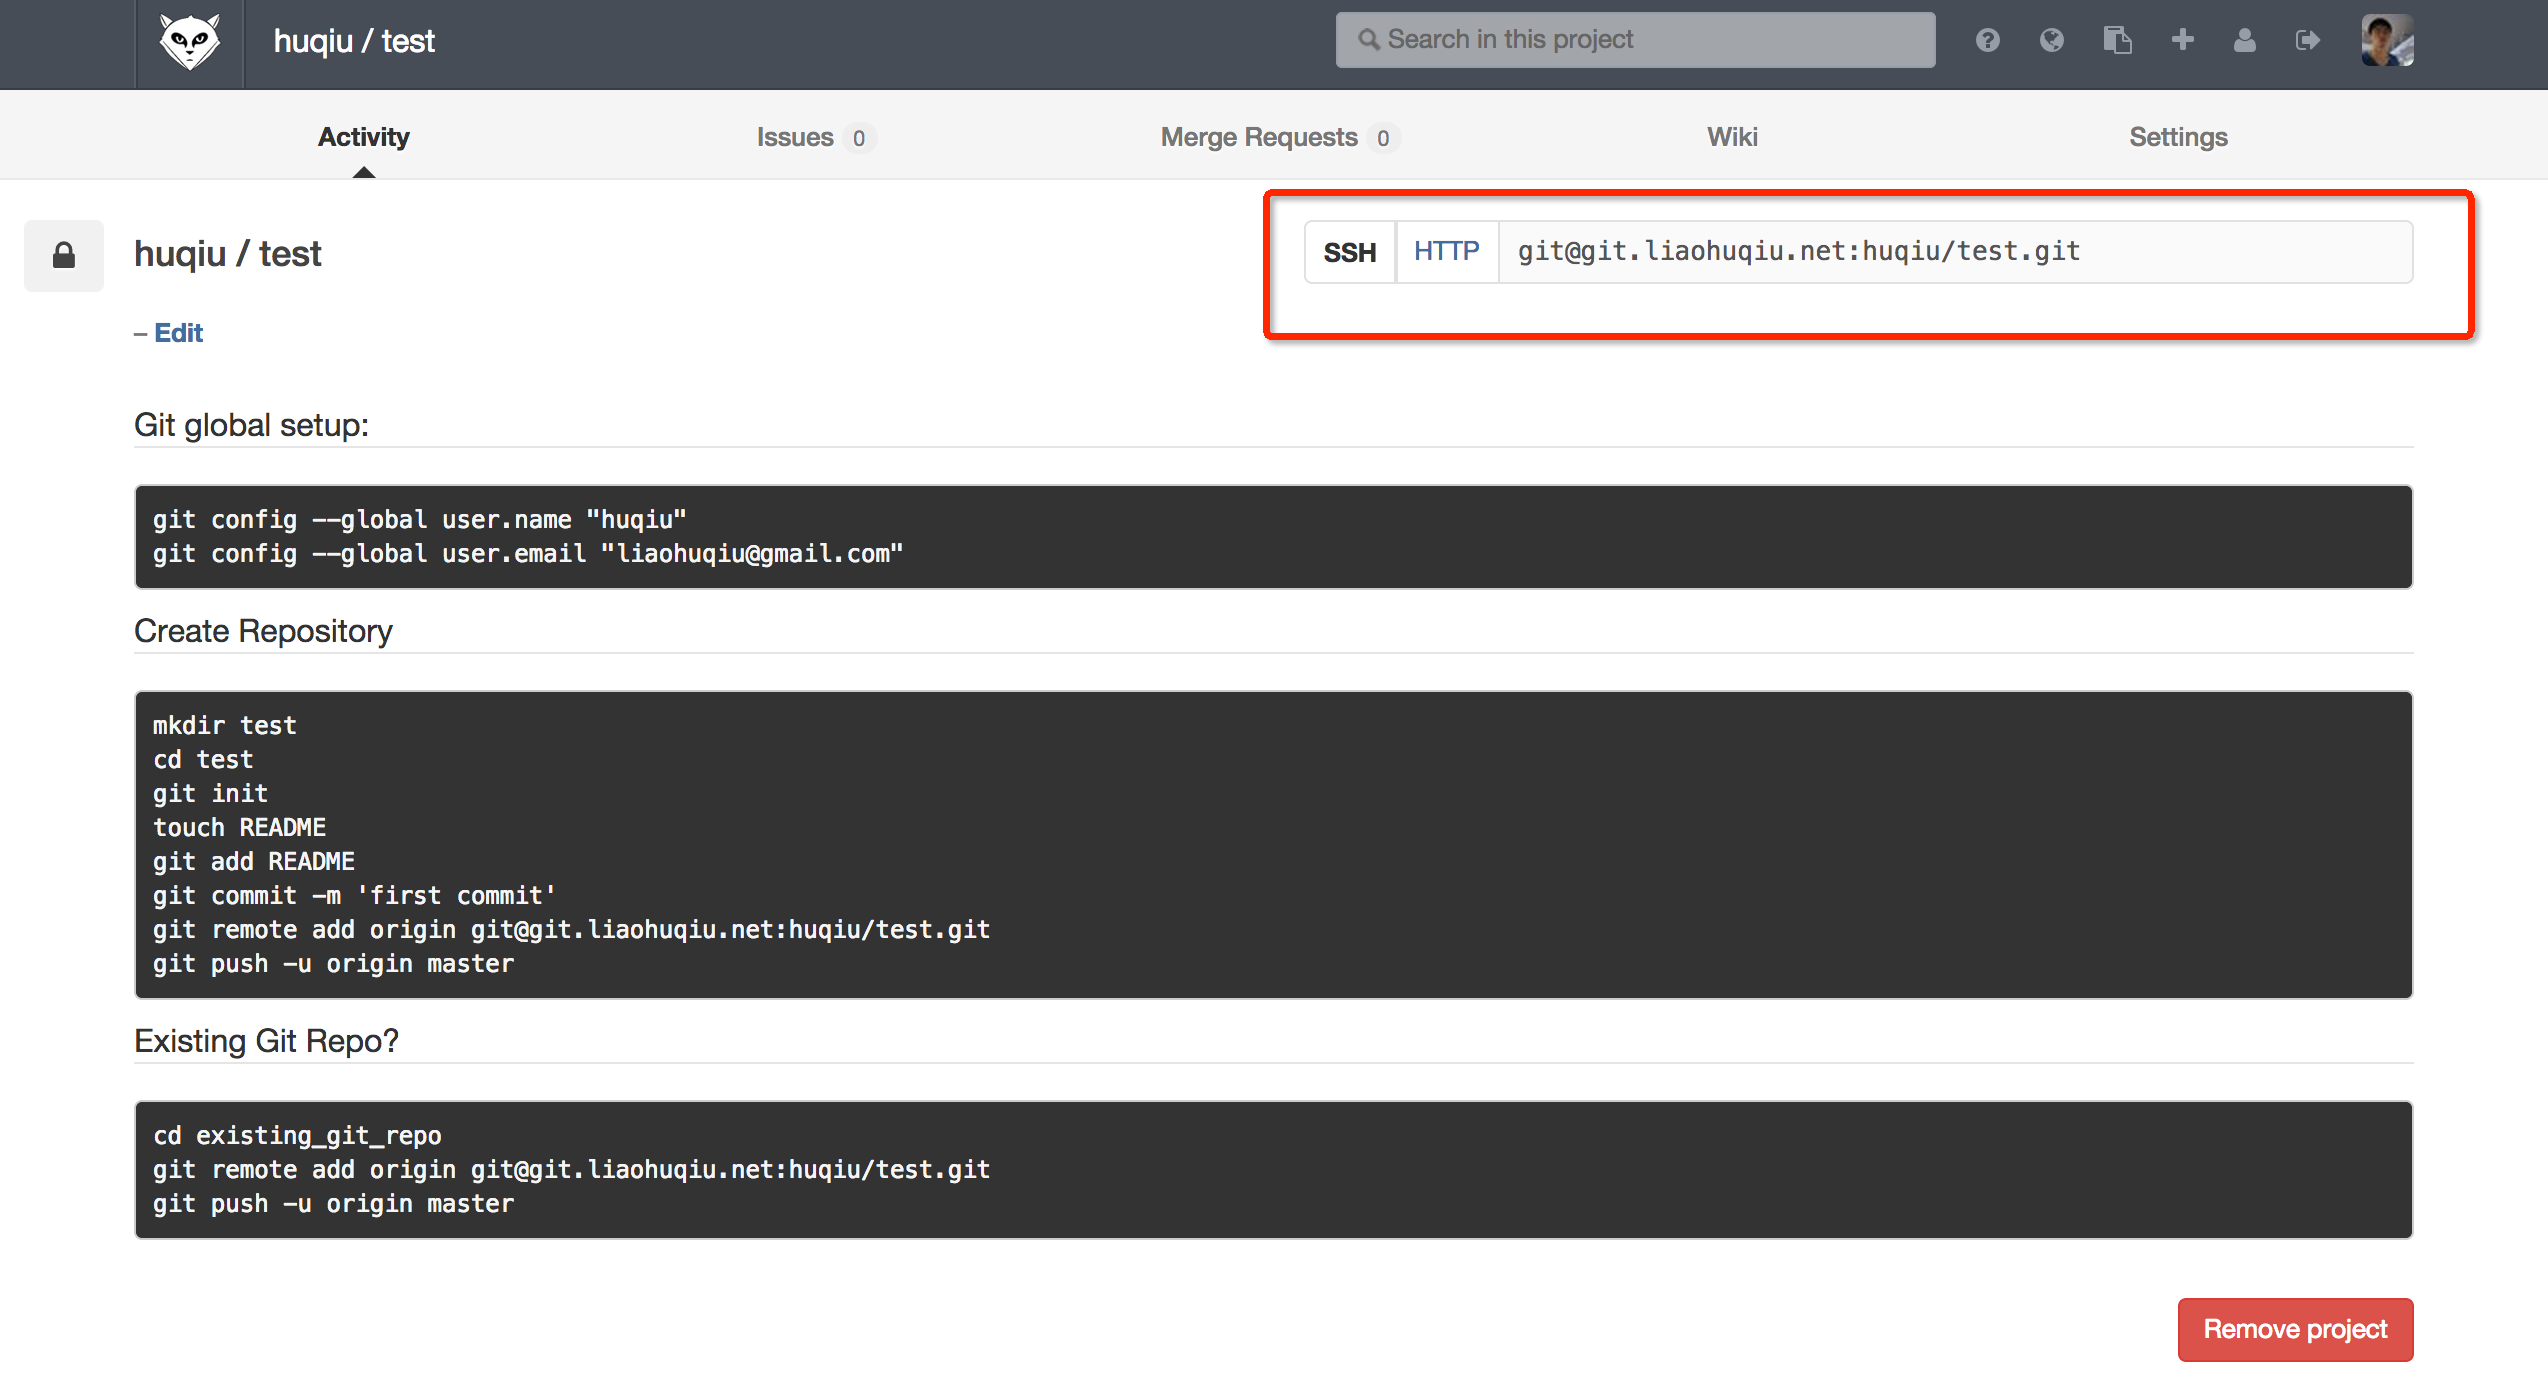 huqiu / test
Search in this project
Activity
Issues 0
Merge Requests 0
Wiki
Settings
huqiu / test
SSH HTTP git@git.liaohuqiu.net:huqiu/test.git
– Edit
Git global setup:
git config --global user.name "huqiu"
git config --global user.email "liaohuqiu@gmail.com"
Create Repository
mkdir test
cd test
git init
touch README
git add README
git commit -m 'first commit'
git remote add origin git@git.liaohuqiu.net:huqiu/test.git
git push -u origin master
Existing Git Repo?
cd existing_git_repo
git remote add origin git@git.liaohuqiu.net:huqiu/test.git
git push -u origin master
Remove project